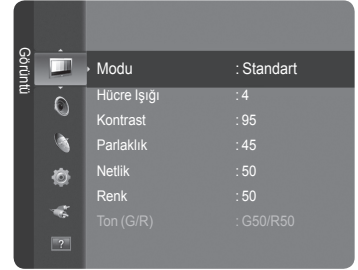 Görüntü
Modu : Standart
Hücre Işığı : 4
Kontrast : 95
Parlaklık : 45
Netlik : 50
Renk : 50
Ton (G/R) : G50/R50
?